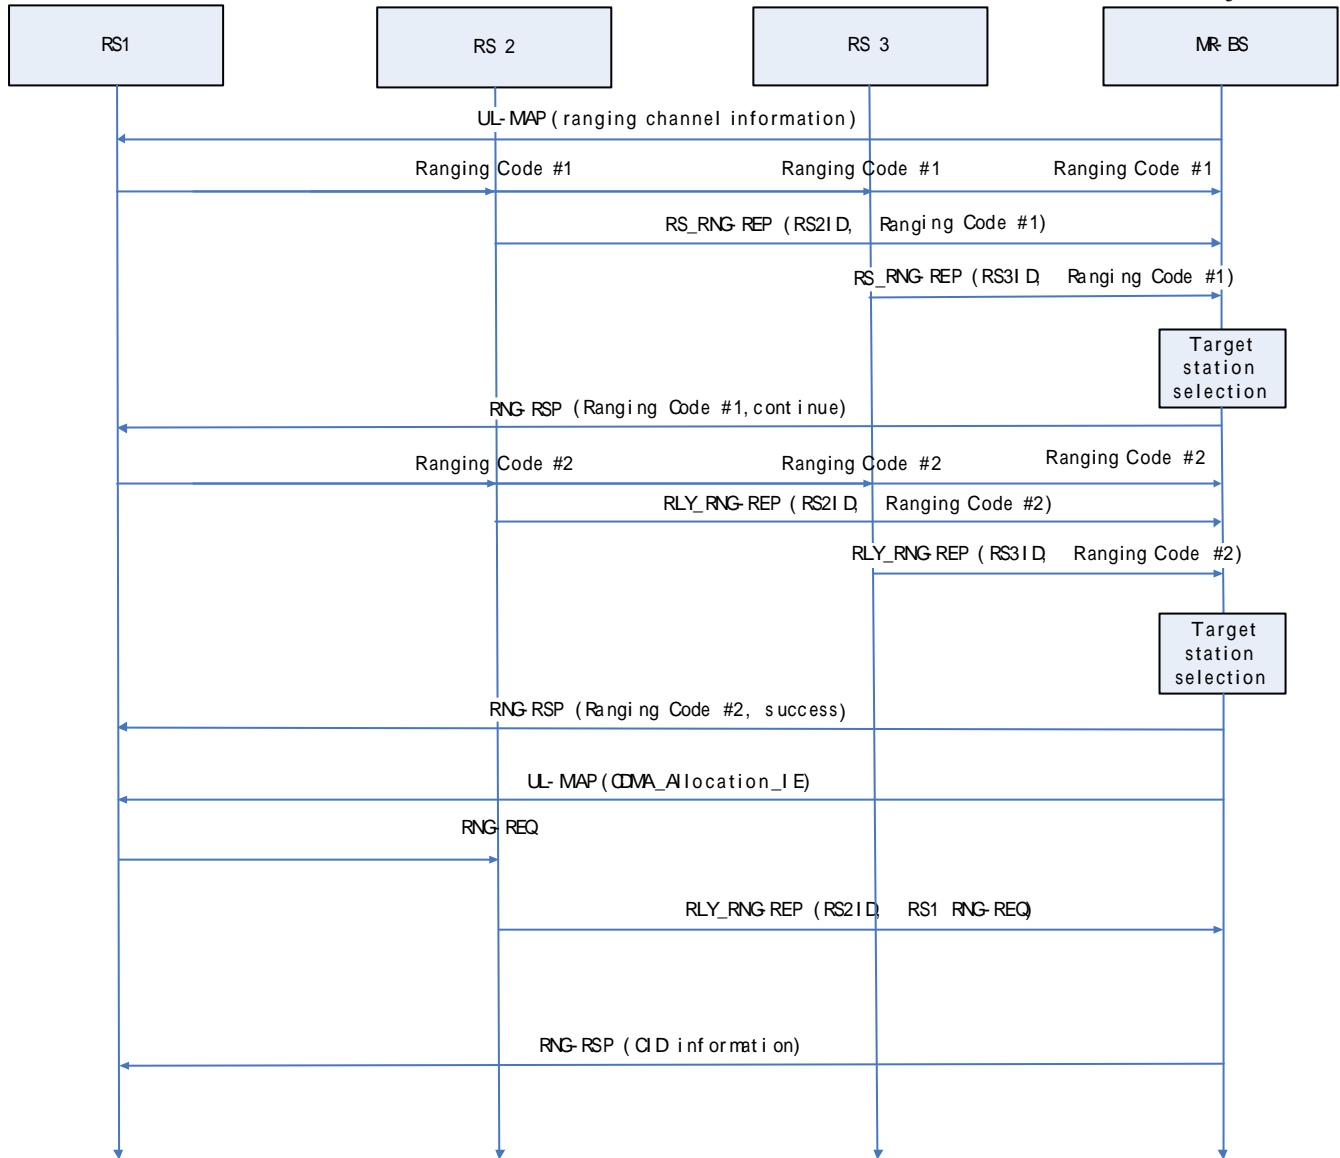 RS1
RS 2
RS 3
MR-BS
UL-MAP(ranging channel information)
Ranging Code #1
Ranging Code #1
Ranging Code #1
RS_RNG-REP (RS2ID, Ranging Code #1)
RS_RNG-REP (RS3ID, Ranging Code #1)
Target
station
selection
RNG-RSP (Ranging Code #1,continue)
Ranging Code #2
Ranging Code #2
Ranging Code #2
RLY_RNG-REP (RS2ID, Ranging Code #2)
RLY_RNG-REP (RS3ID, Ranging Code #2)
Target
station
selection
RNG-RSP (Ranging Code #2, success)
UL-MAP(CDMA_Allocation_IE)
RNG-REQ
RLY_RNG-REP (RS2ID, RS1 RNG-REQ)
RNG-RSP (CID information)